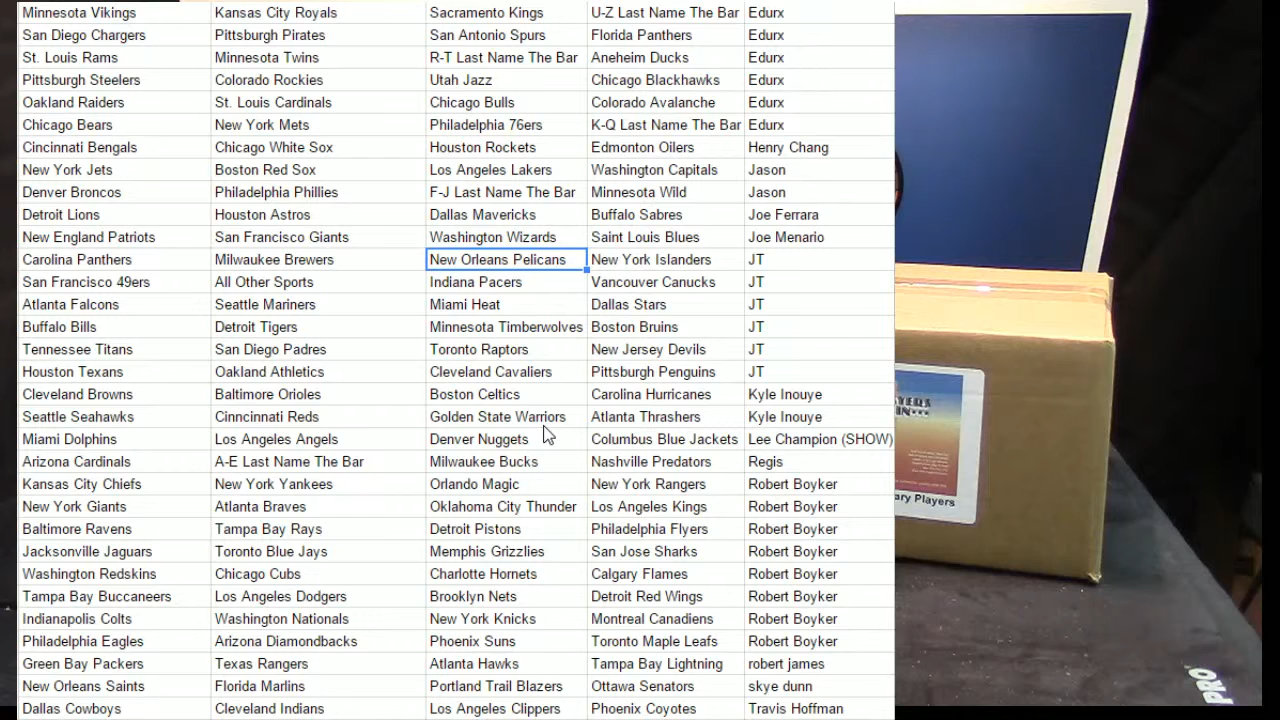 Minnesota Vikings Kansas City Royals Sacramento Kings U-Z Last Name The Bar Edurx
San Diego Chargers Pittsburgh Pirates San Antonio Spurs Florida Panthers Edurx
St. Louis Rams Minnesota Twins R-T Last Name The Bar Aneheim Ducks Edurx
Pittsburgh Steelers Colorado Rockies Utah Jazz Chicago Blackhawks Edurx
Oakland Raiders St. Louis Cardinals Chicago Bulls Colorado Avalanche Edurx
Chicago Bears New York Mets Philadelphia 76ers K-Q Last Name The Bar Edurx
Cincinnati Bengals Chicago White Sox Houston Rockets Edmonton Oilers Henry Chang
New York Jets Boston Red Sox Los Angeles Lakers Washington Capitals Jason
Denver Broncos Philadelphia Phillies F-J Last Name The Bar Minnesota Wild Jason
Detroit Lions Houston Astros Dallas Mavericks Buffalo Sabres Joe Ferrara
New England Patriots San Francisco Giants Washington Wizards Saint Louis Blues Joe Menario
Carolina Panthers Milwaukee Brewers New Orleans Pelicans New York Islanders JT
San Francisco 49ers All Other Sports Indiana Pacers Vancouver Canucks JT
Atlanta Falcons Seattle Mariners Miami Heat Dallas Stars JT
Buffalo Bills Detroit Tigers Minnesota Timberwolves Boston Bruins JT
Tennessee Titans San Diego Padres Toronto Raptors New Jersey Devils JT
Houston Texans Oakland Athletics Cleveland Cavaliers Pittsburgh Penguins JT
Cleveland Browns Baltimore Orioles Boston Celtics Carolina Hurricanes Kyle Inouye
Seattle Seahawks Cinncinnati Reds Golden State Warriors Atlanta Thrashers Kyle Inouye
Miami Dolphins Los Angeles Angels Denver Nuggets Columbus Blue Jackets Lee Champion (SHOW)
Arizona Cardinals A-E Last Name The Bar Milwaukee Bucks Nashville Predators Regis
Kansas City Chiefs New York Yankees Orlando Magic New York Rangers Robert Boyker
New York Giants Atlanta Braves Oklahoma City Thunder Los Angeles Kings Robert Boyker
Baltimore Ravens Tampa Bay Rays Detroit Pistons Philadelphia Flyers Robert Boyker
Jacksonville Jaguars Toronto Blue Jays Memphis Grizzlies San Jose Sharks Robert Boyker
Washington Redskins Chicago Cubs Charlotte Hornets Calgary Flames Robert Boyker
Tampa Bay Buccaneers Los Angeles Dodgers Brooklyn Nets Detroit Red Wings Robert Boyker
Indianapolis Colts Washington Nationals New York Knicks Montreal Canadiens Robert Boyker
Philadelphia Eagles Arizona Diamondbacks Phoenix Suns Toronto Maple Leafs Robert Boyker
Green Bay Packers Texas Rangers Atlanta Hawks Tampa Bay Lightning robert james
New Orleans Saints Florida Marlins Portland Trail Blazers Ottawa Senators skye dunn
Dallas Cowboys Cleveland Indians Los Angeles Clippers Phoenix Coyotes Travis Hoffman
YERS
IN...
ary Players
PRO